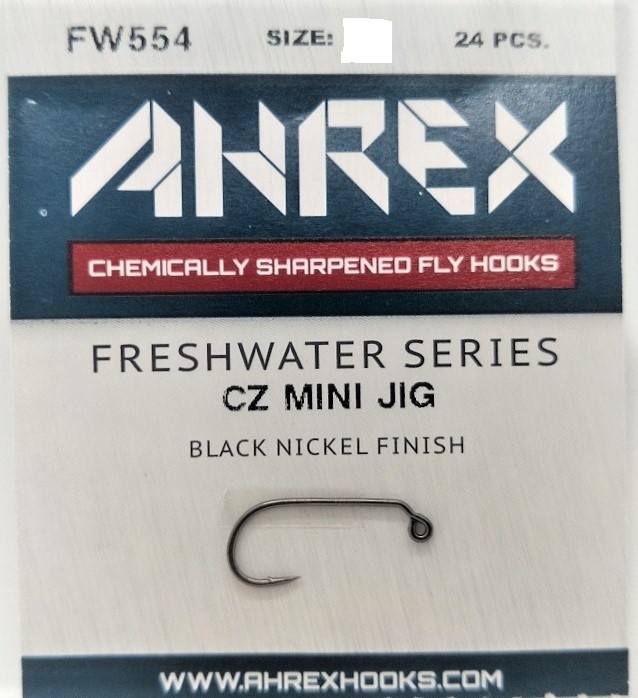 FW554 SIZE: 24 PCS.
AHREX
CHEMICALLY SHARPENED FLY HOOKS
FRESHWATER SERIES
CZ MINI JIG
BLACK NICKEL FINISH
WWW.AHREXHOOKS.COM